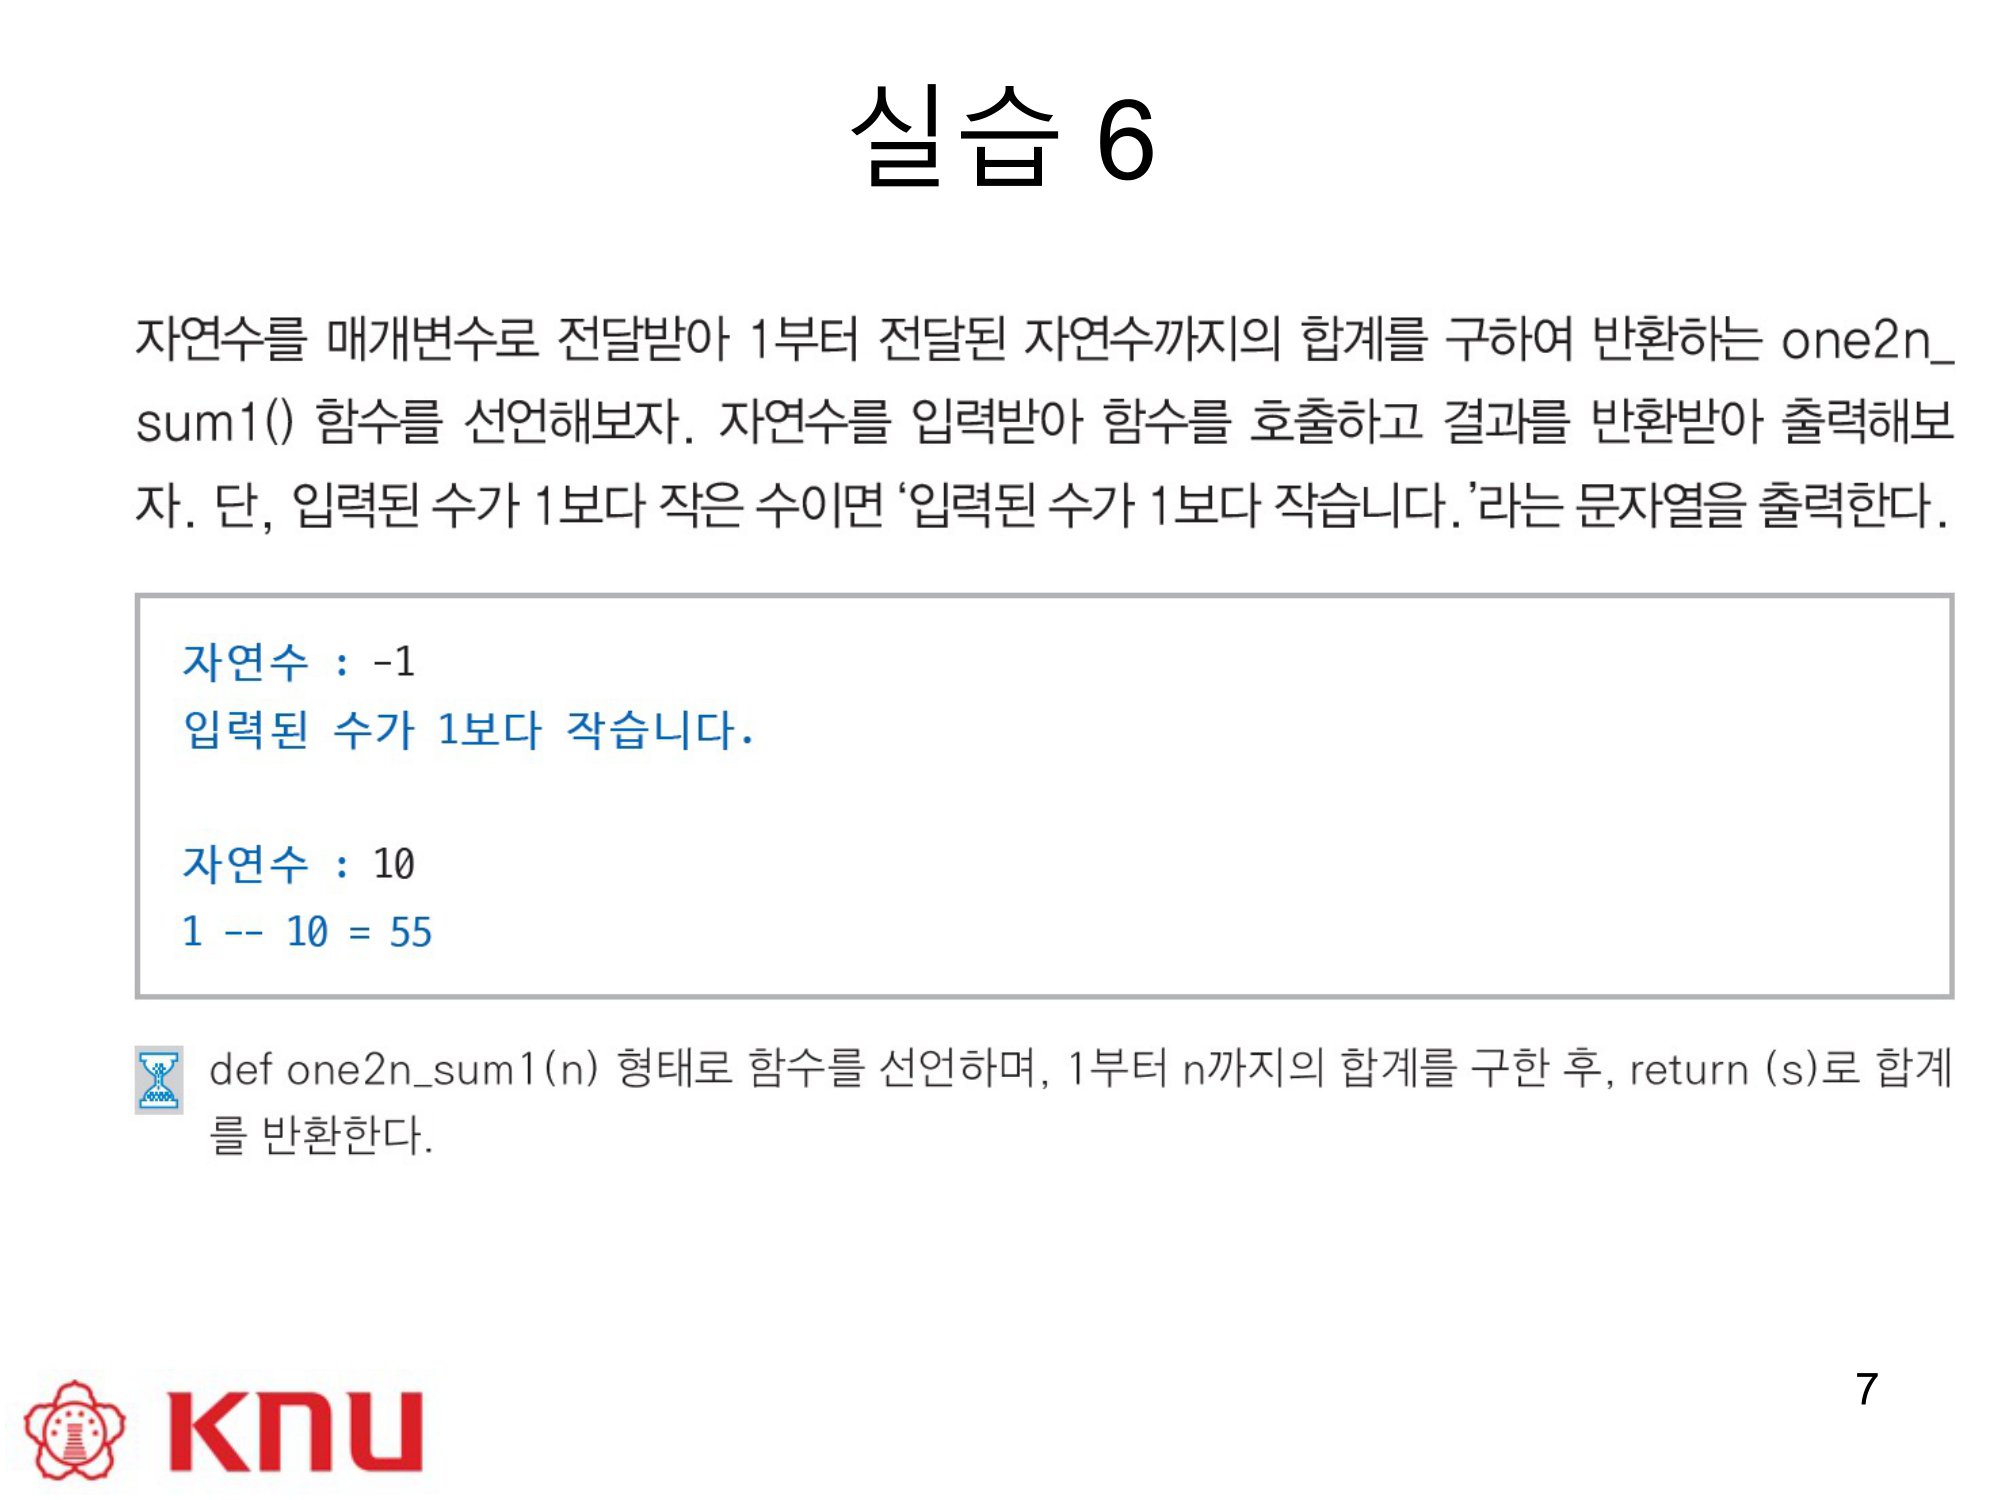 실습 6
자연수를 매개변수로 전달받아 1부터 전달된 자연수까지의 합계를 구하여 반환하는 one2n_
sum1() 함수를 선언해보자. 자연수를 입력받아 함수를 호출하고 결과를 반환받아 출력해보
자. 단, 입력된 수가 1보다 작은 수이면 ‘입력된 수가 1보다 작습니다.’라는 문자열을 출력한다.
자연수 : -1
입력된 수가 1보다 작습니다.
자연수 : 10
1 -- 10 = 55
def one2n_sum1(n) 형태로 함수를 선언하며, 1부터 n까지의 합계를 구한 후, return (s)로 합계
를 반환한다.
7
KNU